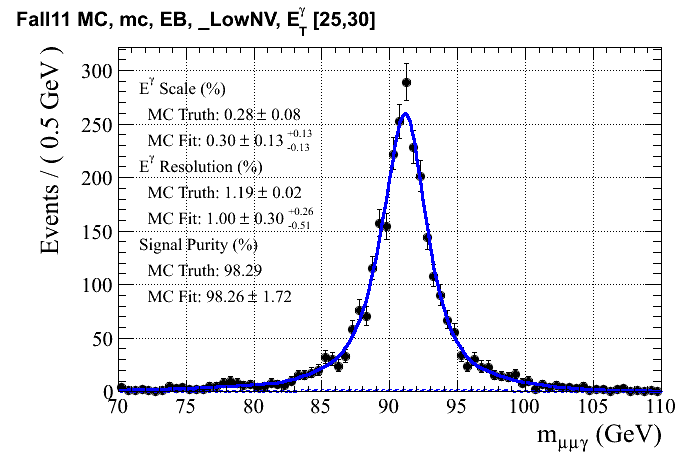 Fall11 MC, mc, EB, _LowNV, E_T^γ [25,30]
Events / ( 0.5 GeV )
300
250
200
150
100
50
0
E^γ Scale (%)
MC Truth: 0.28 ± 0.08
MC Fit: 0.30 ± 0.13 +0.13 -0.13
E^γ Resolution (%)
MC Truth: 1.19 ± 0.02
MC Fit: 1.00 ± 0.30 +0.26 -0.51
Signal Purity (%)
MC Truth: 98.29
MC Fit: 98.26 ± 1.72
70 75 80 85 90 95 100 105 110
m_μμγ (GeV)